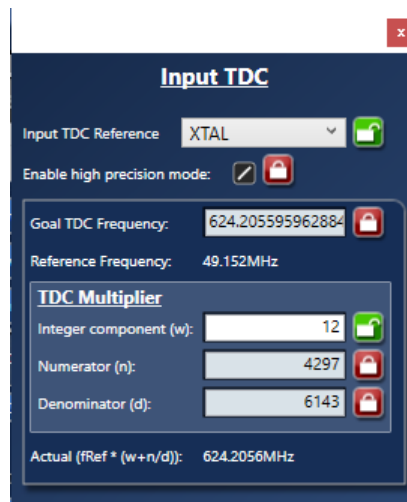 x
Input TDC
Input TDC Reference XTAL
Enable high precision mode:
Goal TDC Frequency: 624.205595962884
Reference Frequency: 49.152MHz
TDC Multiplier
Integer component (w): 12
Numerator (n): 4297
Denominator (d): 6143
Actual (fRef * (w+n/d)): 624.2056MHz